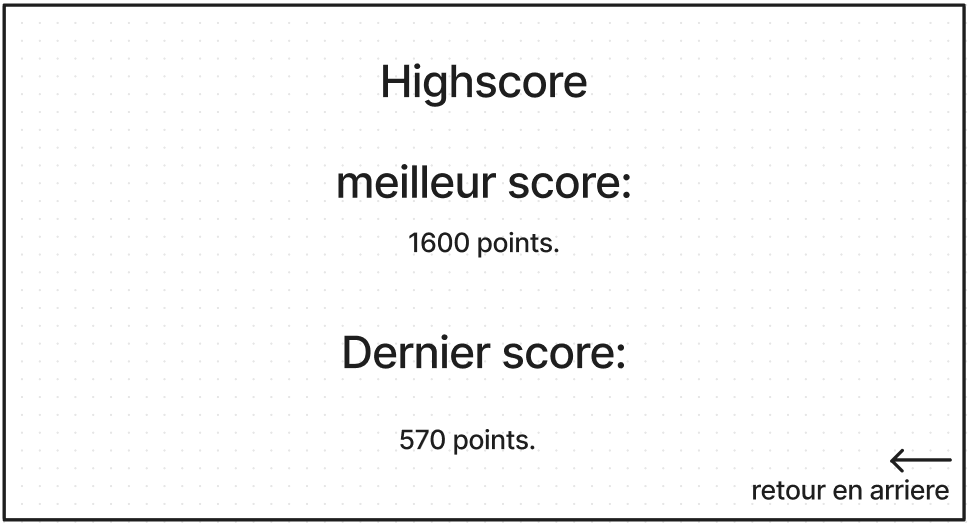 Highscore
meilleur score:
1600 points.
Dernier score:
570 points.
retour en arriere